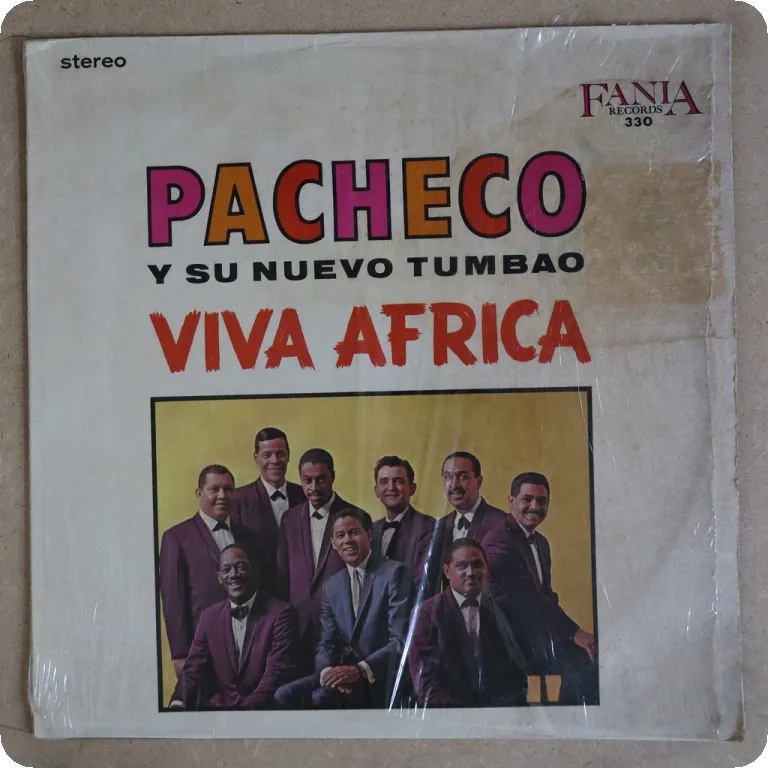 stereo
FANIA
RECORDS
330
PACHECO
Y SU NUEVO TUMBAO
VIVA AFRICA